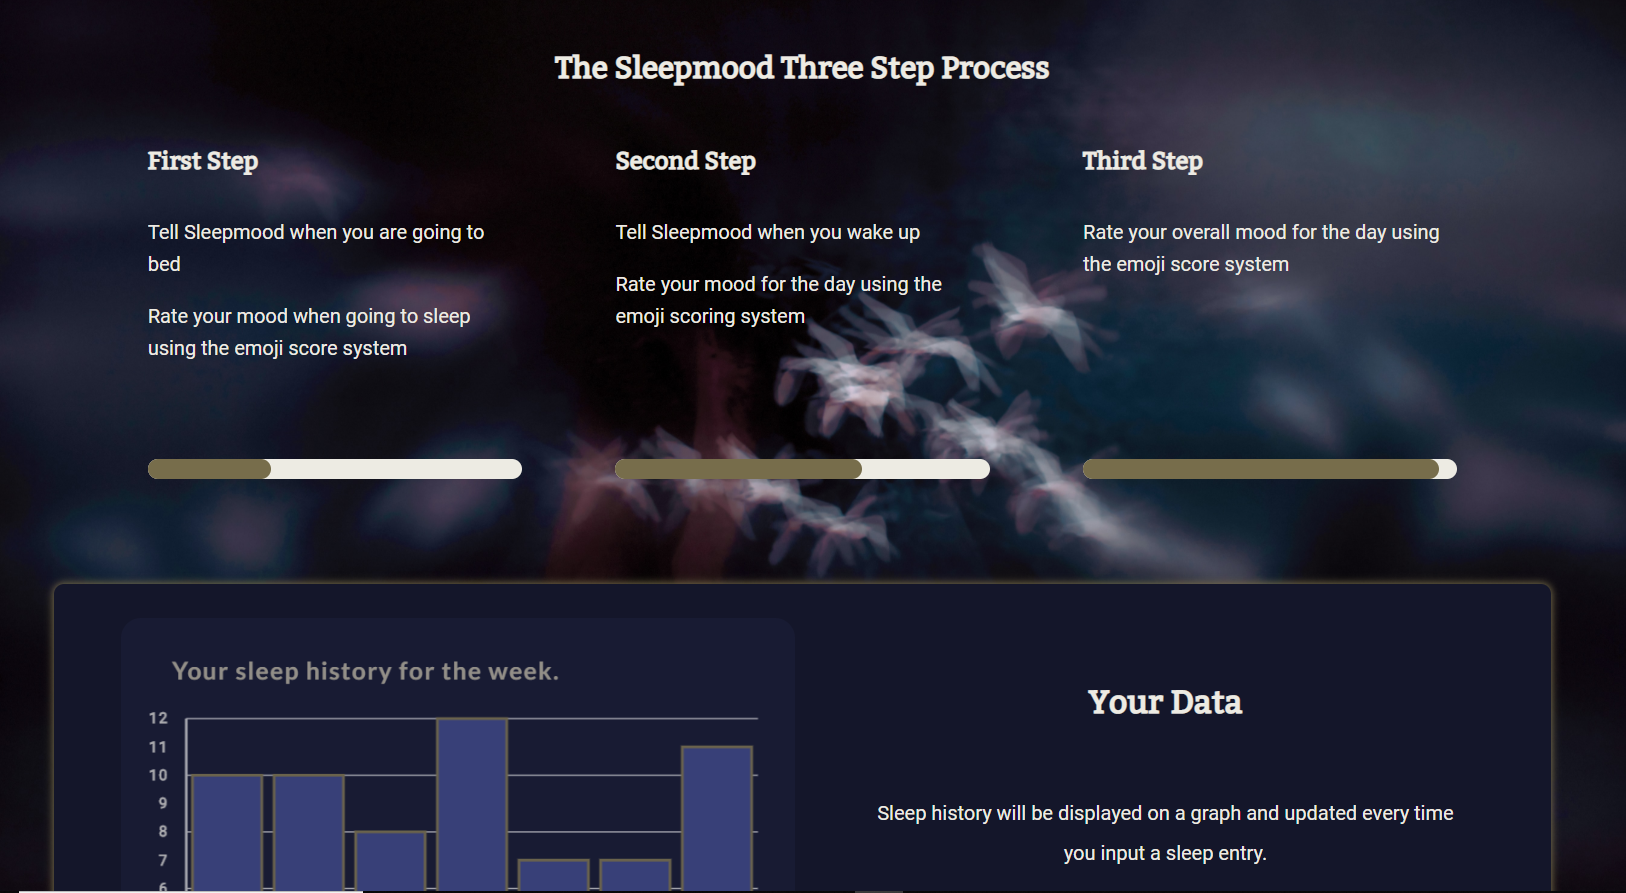 The Sleepmood Three Step Process
First Step
Tell Sleepmood when you are going to
bed
Rate your mood when going to sleep
using the emoji score system
Second Step
Tell Sleepmood when you wake up
Rate your mood for the day using the
emoji scoring system
Third Step
Rate your overall mood for the day using
the emoji score system
Your sleep history for the week.
12
11
10
9
8
7
6
Your Data
Sleep history will be displayed on a graph and updated every time
you input a sleep entry.